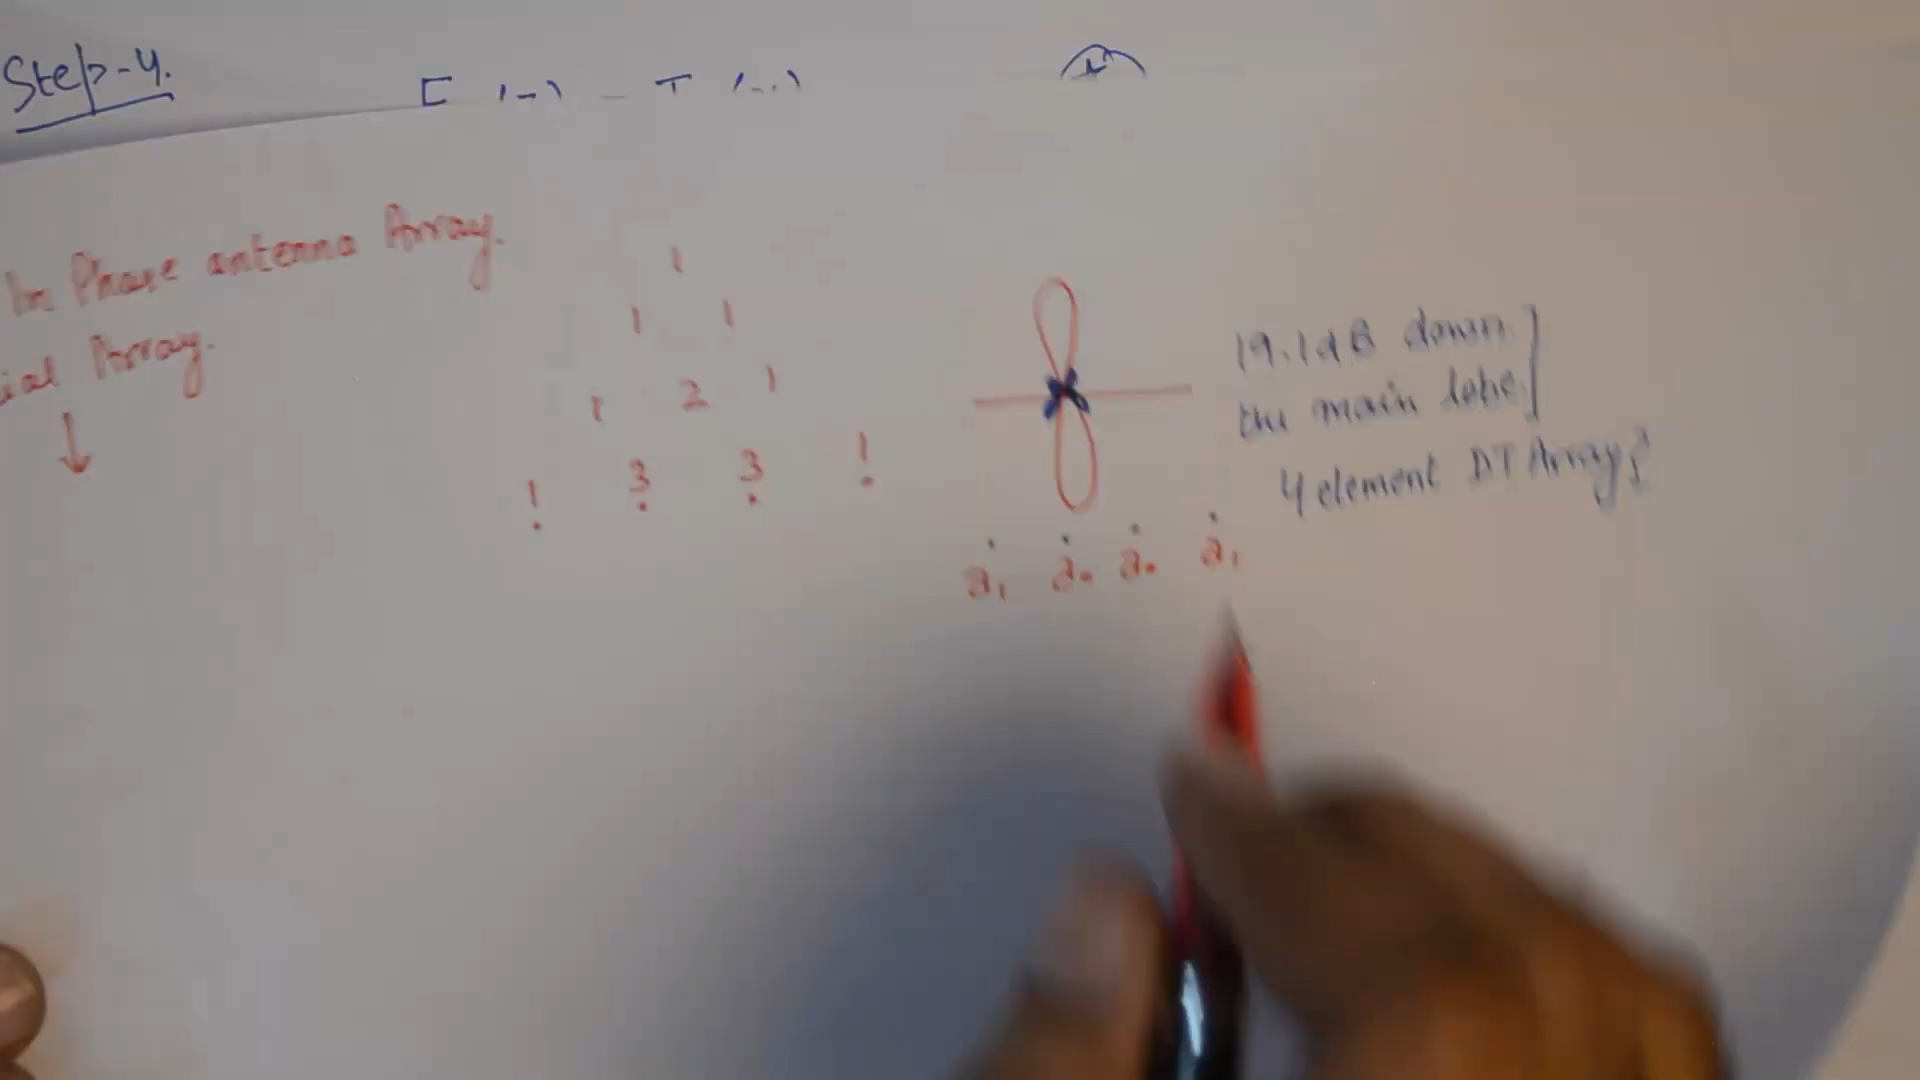 Step-4.
In Phase antenna Array.
ial Array.
↓
1
1 1
1 2 1
1 3 3 1
19.1dB down
the main lobe]
4 element DT Array}
a₁ a₀ a₀ a₁